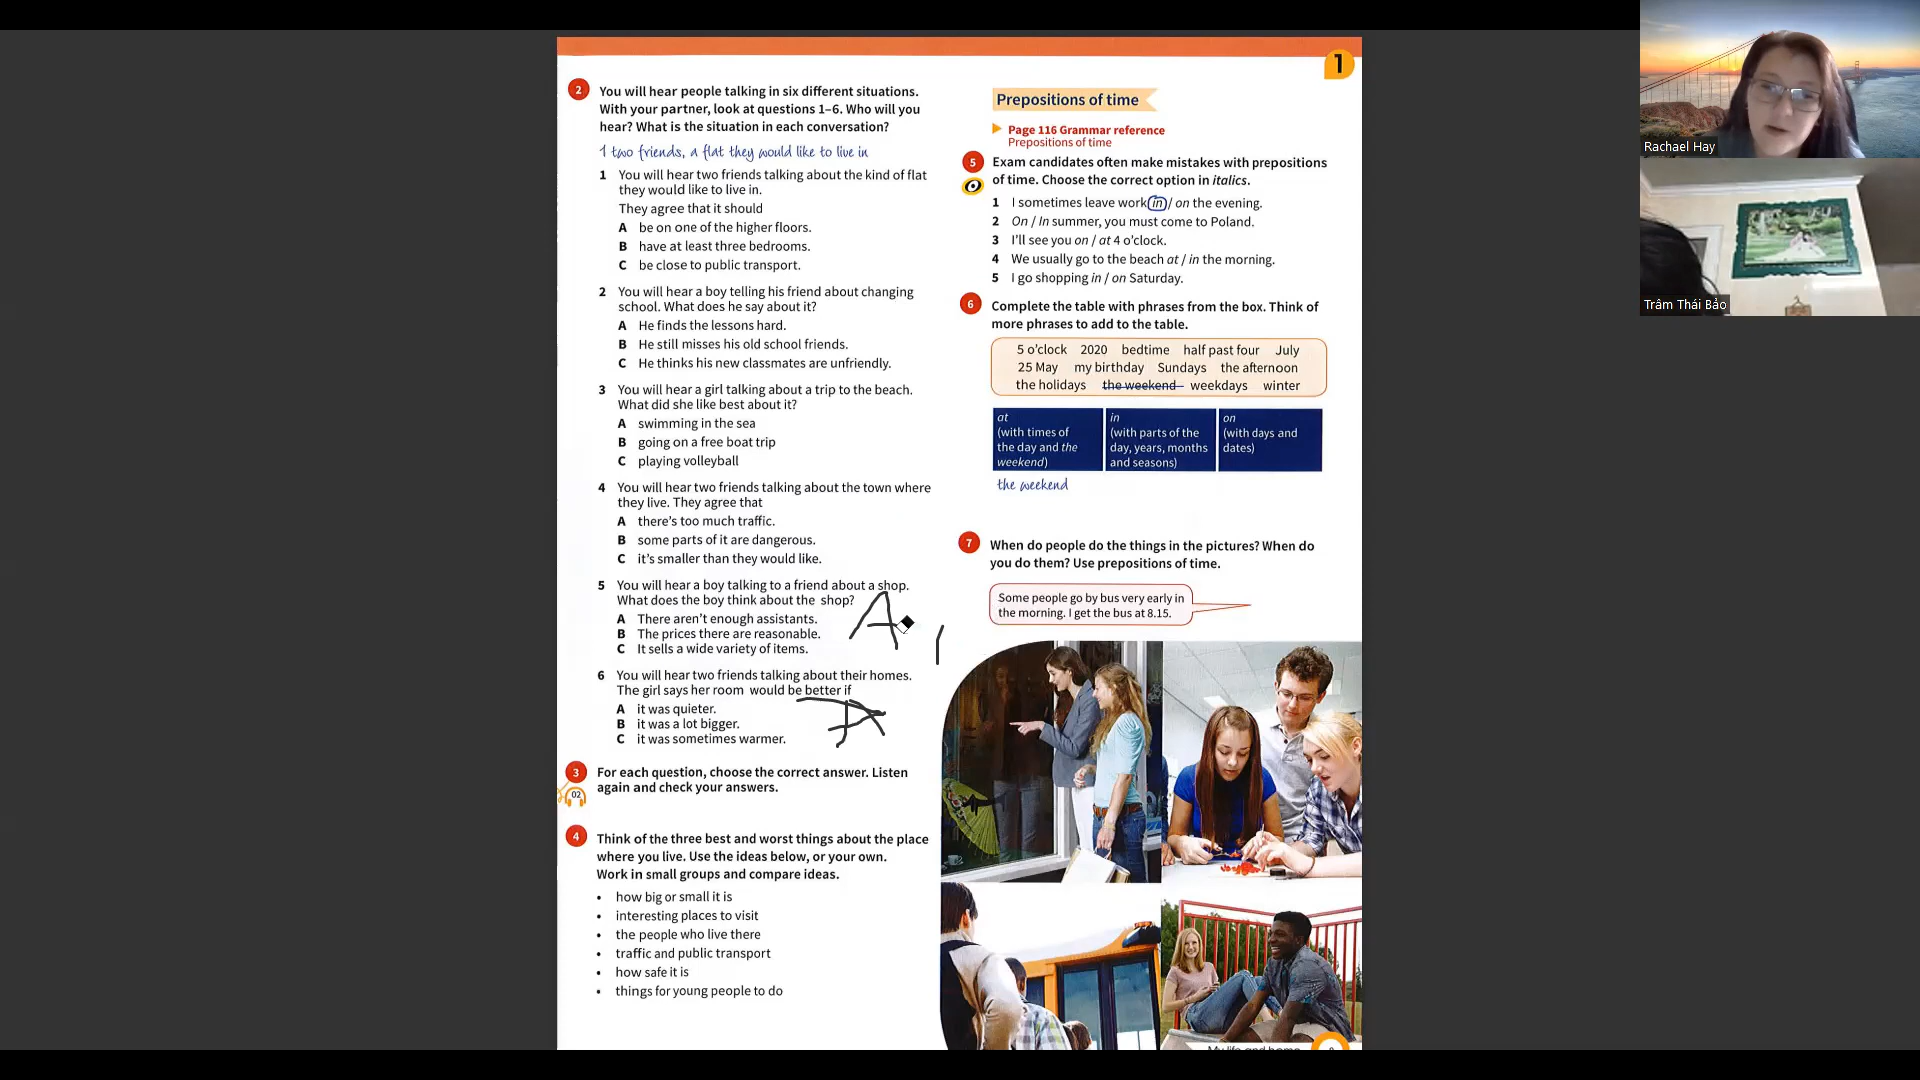 1
2 You will hear people talking in six different situations.
With your partner, look at questions 1–6. Who will you
hear? What is the situation in each conversation?
1 two friends, a flat they would like to live in
1 You will hear two friends talking about the kind of flat
they would like to live in.
They agree that it should
A be on one of the higher floors.
B have at least three bedrooms.
C be close to public transport.
2 You will hear a boy telling his friend about changing
school. What does he say about it?
A He finds the lessons hard.
B He still misses his old school friends.
C He thinks his new classmates are unfriendly.
3 You will hear a girl talking about a trip to the beach.
What did she like best about it?
A swimming in the sea
B going on a free boat trip
C playing volleyball
4 You will hear two friends talking about the town where
they live. They agree that
A there's too much traffic.
B some parts of it are dangerous.
C it's smaller than they would like.
5 You will hear a boy talking to a friend about a shop.
What does the boy think about the shop?
A There aren't enough assistants.
B The prices there are reasonable.
C It sells a wide variety of items.
A
6 You will hear two friends talking about their homes.
The girl says her room would be better if
A it was quieter.
B it was a lot bigger.
C it was sometimes warmer.
3 For each question, choose the correct answer. Listen
again and check your answers.
02
4 Think of the three best and worst things about the place
where you live. Use the ideas below, or your own.
Work in small groups and compare ideas.
• how big or small it is
• interesting places to visit
• the people who live there
• traffic and public transport
• how safe it is
• things for young people to do
Prepositions of time
Page 116 Grammar reference
Prepositions of time
5 Exam candidates often make mistakes with prepositions
of time. Choose the correct option in italics.
1 I sometimes leave work in / on the evening.
2 On / In summer, you must come to Poland.
3 I'll see you on / at 4 o'clock.
4 We usually go to the beach at / in the morning.
5 I go shopping in / on Saturday.
6 Complete the table with phrases from the box. Think of
more phrases to add to the table.
5 o'clock 2020 bedtime half past four July
25 May my birthday Sundays the afternoon
the holidays the weekend weekdays winter
at
(with times of
the day and the
weekend)
in
(with parts of the
day, years, months
and seasons)
on
(with days and
dates)
the weekend
7 When do people do the things in the pictures? When do
you do them? Use prepositions of time.
Some people go by bus very early in
the morning. I get the bus at 8.15.
My life and home
Rachael Hay
Trâm Thái Bảo